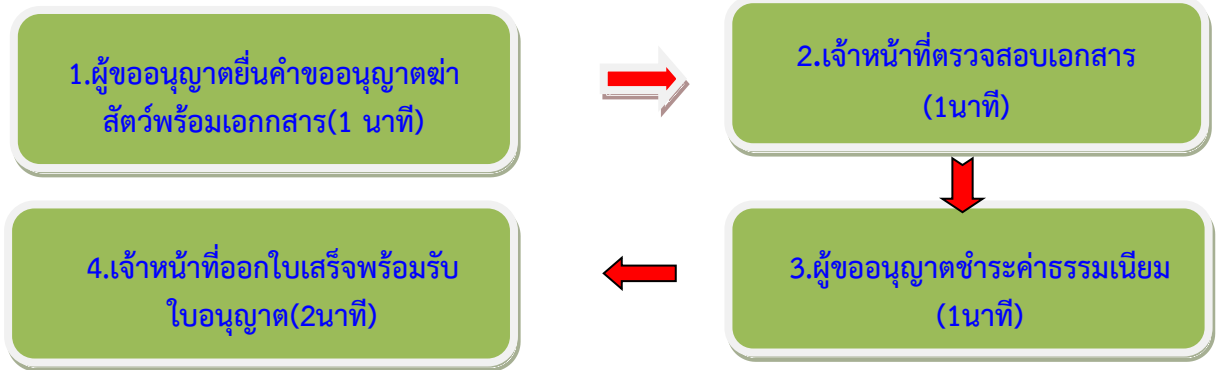 1.ผู้ขออนุญาตยื่นคำขออนุญาตฆ่า
สัตว์พร้อมเอกกสาร(1 นาที)
2.เจ้าหน้าที่ตรวจสอบเอกสาร
(1นาที)
3.ผู้ขออนุญาตชำระค่าธรรมเนียม
(1นาที)
4.เจ้าหน้าที่ออกใบเสร็จพร้อมรับ
ใบอนุญาต(2นาที)